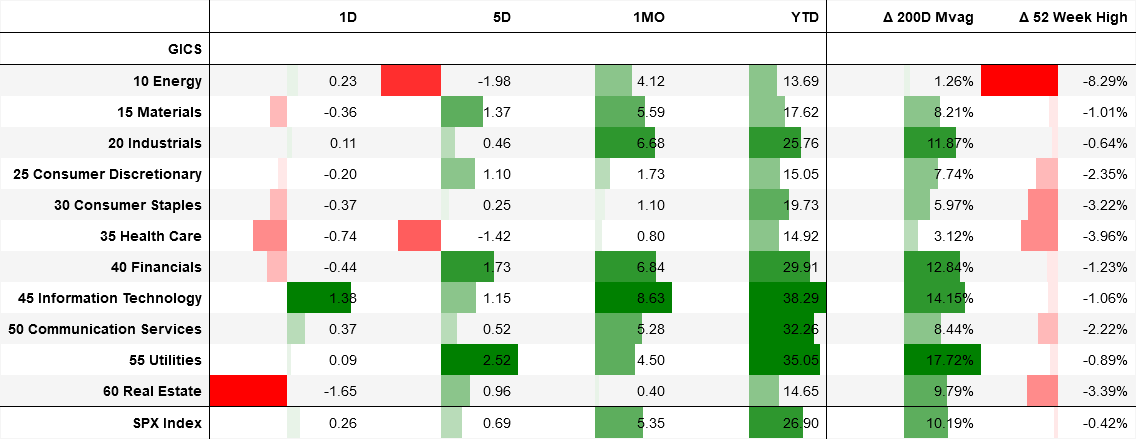 1D 5D 1MO YTD Δ 200D Mvag Δ 52 Week High
GICS
10 Energy 0.23 -1.98 4.12 13.69 1.26% -8.29%
15 Materials -0.36 1.37 5.59 17.62 8.21% -1.01%
20 Industrials 0.11 0.46 6.68 25.76 11.87% -0.64%
25 Consumer Discretionary -0.20 1.10 1.73 15.05 7.74% -2.35%
30 Consumer Staples -0.37 0.25 1.10 19.73 5.97% -3.22%
35 Health Care -0.74 -1.42 0.80 14.92 3.12% -3.96%
40 Financials -0.44 1.73 6.84 29.91 12.84% -1.23%
45 Information Technology 1.38 1.15 8.63 38.29 14.15% -1.06%
50 Communication Services 0.37 0.52 5.28 32.26 8.44% -2.22%
55 Utilities 0.09 2.52 4.50 35.05 17.72% -0.89%
60 Real Estate -1.65 0.96 0.40 14.65 9.79% -3.39%
SPX Index 0.26 0.69 5.35 26.90 10.19% -0.42%